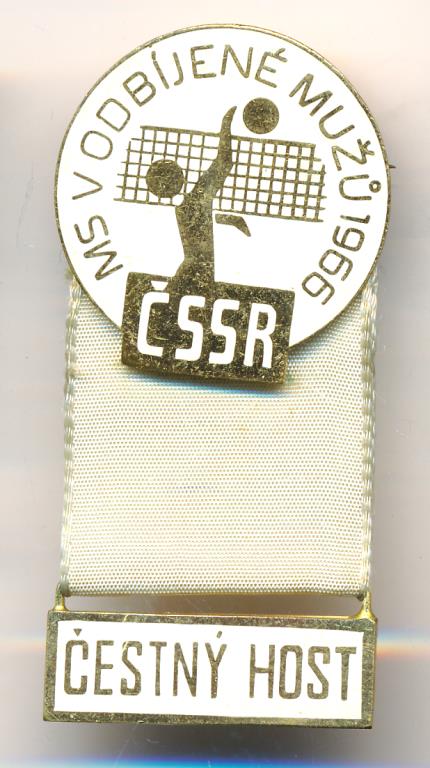 MS V ODBÍJENÉ MUŽŮ 1966
ČSSR
ČESTNÝ HOST